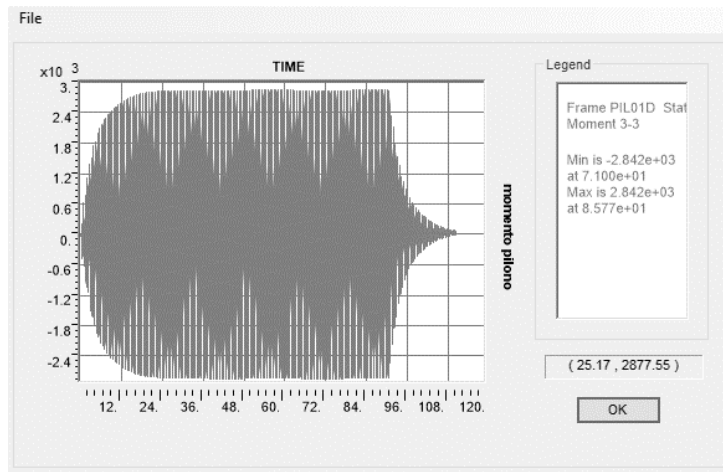 File
TIME
Legend
x10 3
3.
2.4
1.8
1.2
0.6
0.
-0.6
-1.2
-1.8
-2.4
12. 24. 36. 48. 60. 72. 84. 96. 108. 120.
momento pilono
Frame PIL01D Stat
Moment 3-3
Min is -2.842e+03
at 7.100e+01
Max is 2.842e+03
at 8.577e+01
( 25.17 , 2877.55 )
OK